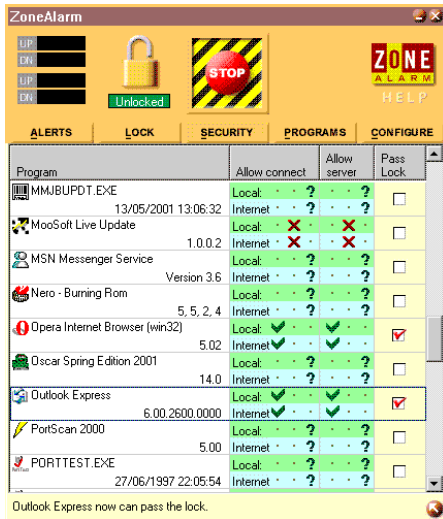 ZoneAlarm
UP
DN
UP
DN
Unlocked
STOP
ZONE
ALARM
HELP
ALERTS LOCK SECURITY PROGRAMS CONFIGURE
Program Allow connect Allow server Pass Lock
MMJBUPDT.EXE Local: ? ?
13/05/2001 13:06:32 Internet ? ?
MooSoft Live Update Local:
1.0.0.2 Internet
MSN Messenger Service Local: ? ?
Version 3.6 Internet ? ?
Nero - Burning Rom Local: ? ?
5, 5, 2, 4 Internet ? ?
Opera Internet Browser (win32) Local:
5.02 Internet
Oscar Spring Edition 2001 Local: ? ?
14.0 Internet ? ?
Outlook Express Local:
6.00.2600.0000 Internet
PortScan 2000 Local: ? ?
5.00 Internet ? ?
PORTTEST.EXE Local: ? ?
27/06/1997 22:05:54 Internet ? ?
Outlook Express now can pass the lock.